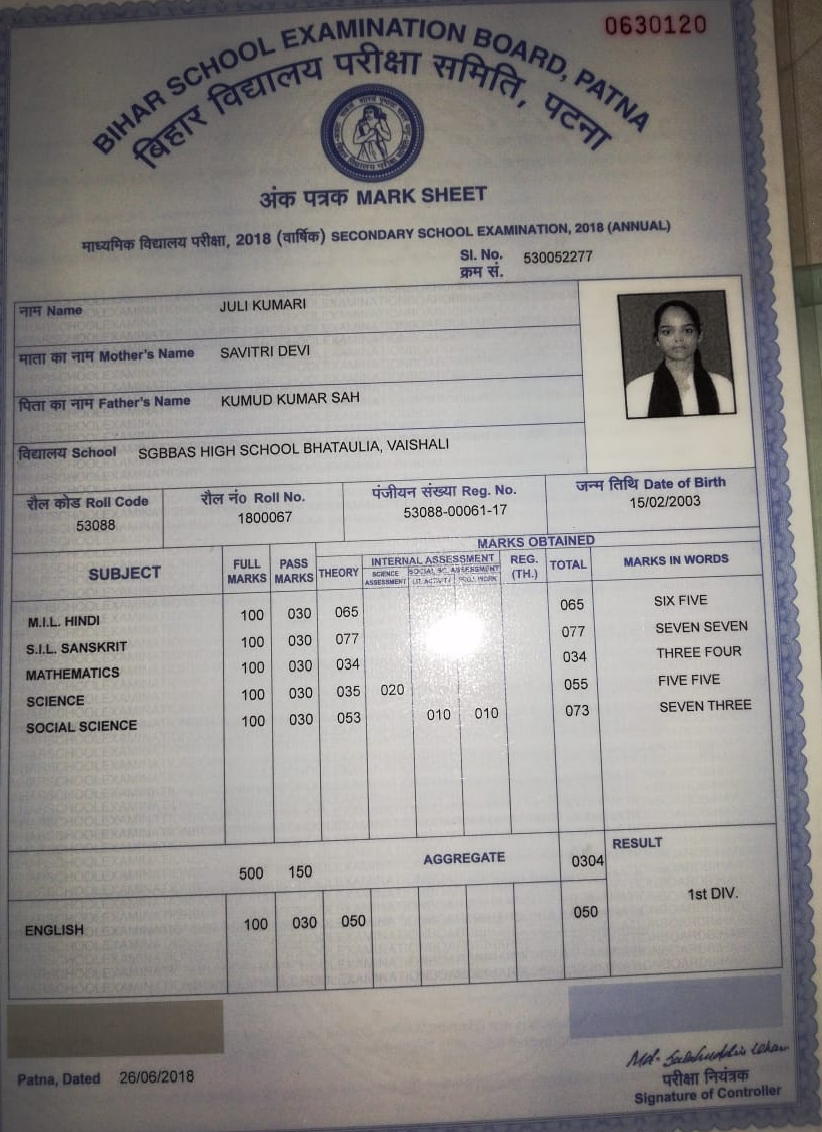 0630120
BIHAR SCHOOL EXAMINATION BOARD, PATNA
बिहार विद्यालय परीक्षा समिति, पटना
अंक पत्रक MARK SHEET
माध्यमिक विद्यालय परीक्षा, 2018 (वार्षिक) SECONDARY SCHOOL EXAMINATION, 2018 (ANNUAL)
Sl. No. 530052277
क्रम सं.
नाम Name JULI KUMARI
माता का नाम Mother's Name SAVITRI DEVI
पिता का नाम Father's Name KUMUD KUMAR SAH
विद्यालय School SGBBAS HIGH SCHOOL BHATAULIA, VAISHALI
रौल कोड Roll Code रौल नं० Roll No. पंजीयन संख्या Reg. No. जन्म तिथि Date of Birth
53088 1800067 53088-00061-17 15/02/2003
MARKS OBTAINED
SUBJECT FULL MARKS PASS MARKS THEORY INTERNAL ASSESSMENT REG. (TH.) TOTAL MARKS IN WORDS
SCIENCE ASSESSMENT SOCIAL SC. ASSESSMENT
LIT. ACTIVITY PROJ. WORK
M.I.L. HINDI 100 030 065 065 SIX FIVE
S.I.L. SANSKRIT 100 030 077 077 SEVEN SEVEN
MATHEMATICS 100 030 034 034 THREE FOUR
SCIENCE 100 030 035 020 055 FIVE FIVE
SOCIAL SCIENCE 100 030 053 010 010 073 SEVEN THREE
500 150 AGGREGATE 0304 RESULT
1st DIV.
ENGLISH 100 030 050 050
Patna, Dated 26/06/2018
परीक्षा नियंत्रक
Signature of Controller